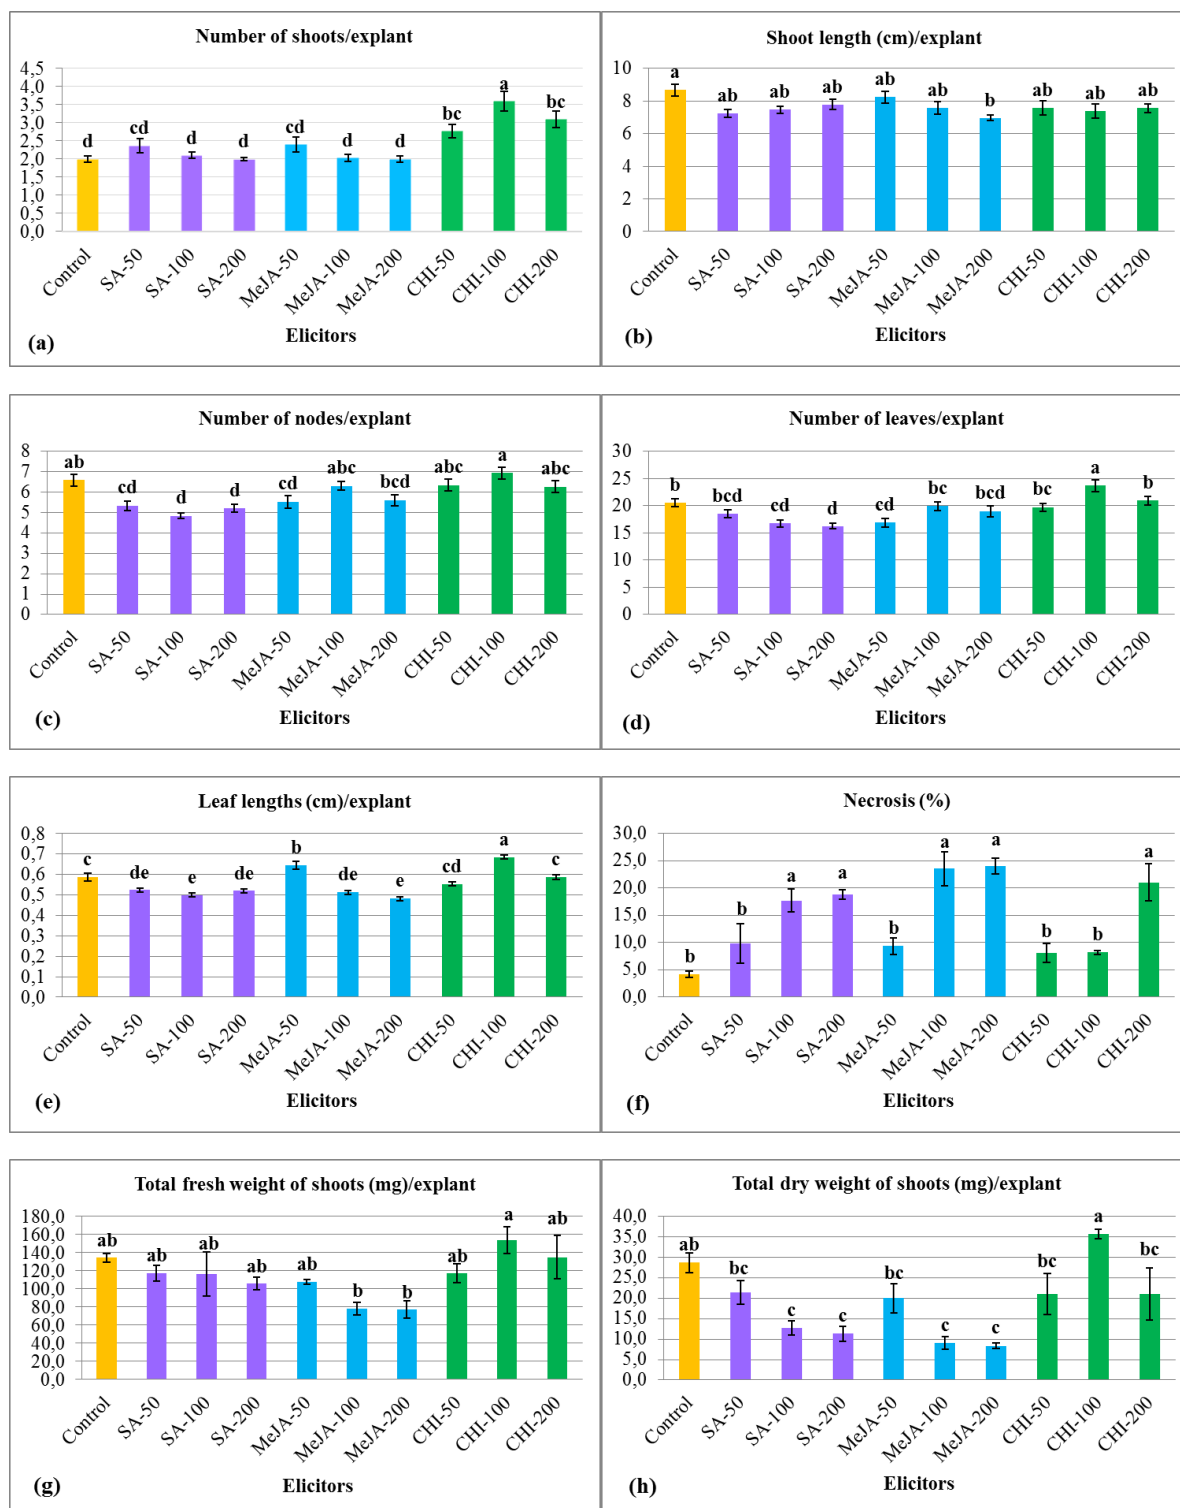 Number of shoots/explant
4,5
4,0
3,5
3,0
2,5
2,0
1,5
1,0
0,5
0,0
d cd d d cd d d bc a bc
Control SA-50 SA-100 SA-200 MeJA-50 MeJA-100 MeJA-200 CHI-50 CHI-100 CHI-200
Elicitors
(a)
Shoot length (cm)/explant
10
8
6
4
2
0
a ab ab ab ab ab b ab ab ab
Control SA-50 SA-100 SA-200 MeJA-50 MeJA-100 MeJA-200 CHI-50 CHI-100 CHI-200
Elicitors
(b)
Number of nodes/explant
8
7
6
5
4
3
2
1
0
ab cd d d cd abc bcd abc a abc
Control SA-50 SA-100 SA-200 MeJA-50 MeJA-100 MeJA-200 CHI-50 CHI-100 CHI-200
Elicitors
(c)
Number of leaves/explant
30
25
20
15
10
5
0
b bcd cd d cd bc bcd bc a b
Control SA-50 SA-100 SA-200 MeJA-50 MeJA-100 MeJA-200 CHI-50 CHI-100 CHI-200
Elicitors
(d)
Leaf lengths (cm)/explant
0,8
0,7
0,6
0,5
0,4
0,3
0,2
0,1
0,0
c de e de b de e cd a c
Control SA-50 SA-100 SA-200 MeJA-50 MeJA-100 MeJA-200 CHI-50 CHI-100 CHI-200
Elicitors
(e)
Necrosis (%)
30,0
25,0
20,0
15,0
10,0
5,0
0,0
b b a a b a a b b a
Control SA-50 SA-100 SA-200 MeJA-50 MeJA-100 MeJA-200 CHI-50 CHI-100 CHI-200
Elicitors
(f)
Total fresh weight of shoots (mg)/explant
180,0
160,0
140,0
120,0
100,0
80,0
60,0
40,0
20,0
0,0
ab ab ab ab ab b b ab a ab
Control SA-50 SA-100 SA-200 MeJA-50 MeJA-100 MeJA-200 CHI-50 CHI-100 CHI-200
Elicitors
(g)
Total dry weight of shoots (mg)/explant
40,0
35,0
30,0
25,0
20,0
15,0
10,0
5,0
0,0
ab bc c c bc c c bc a bc
Control SA-50 SA-100 SA-200 MeJA-50 MeJA-100 MeJA-200 CHI-50 CHI-100 CHI-200
Elicitors
(h)